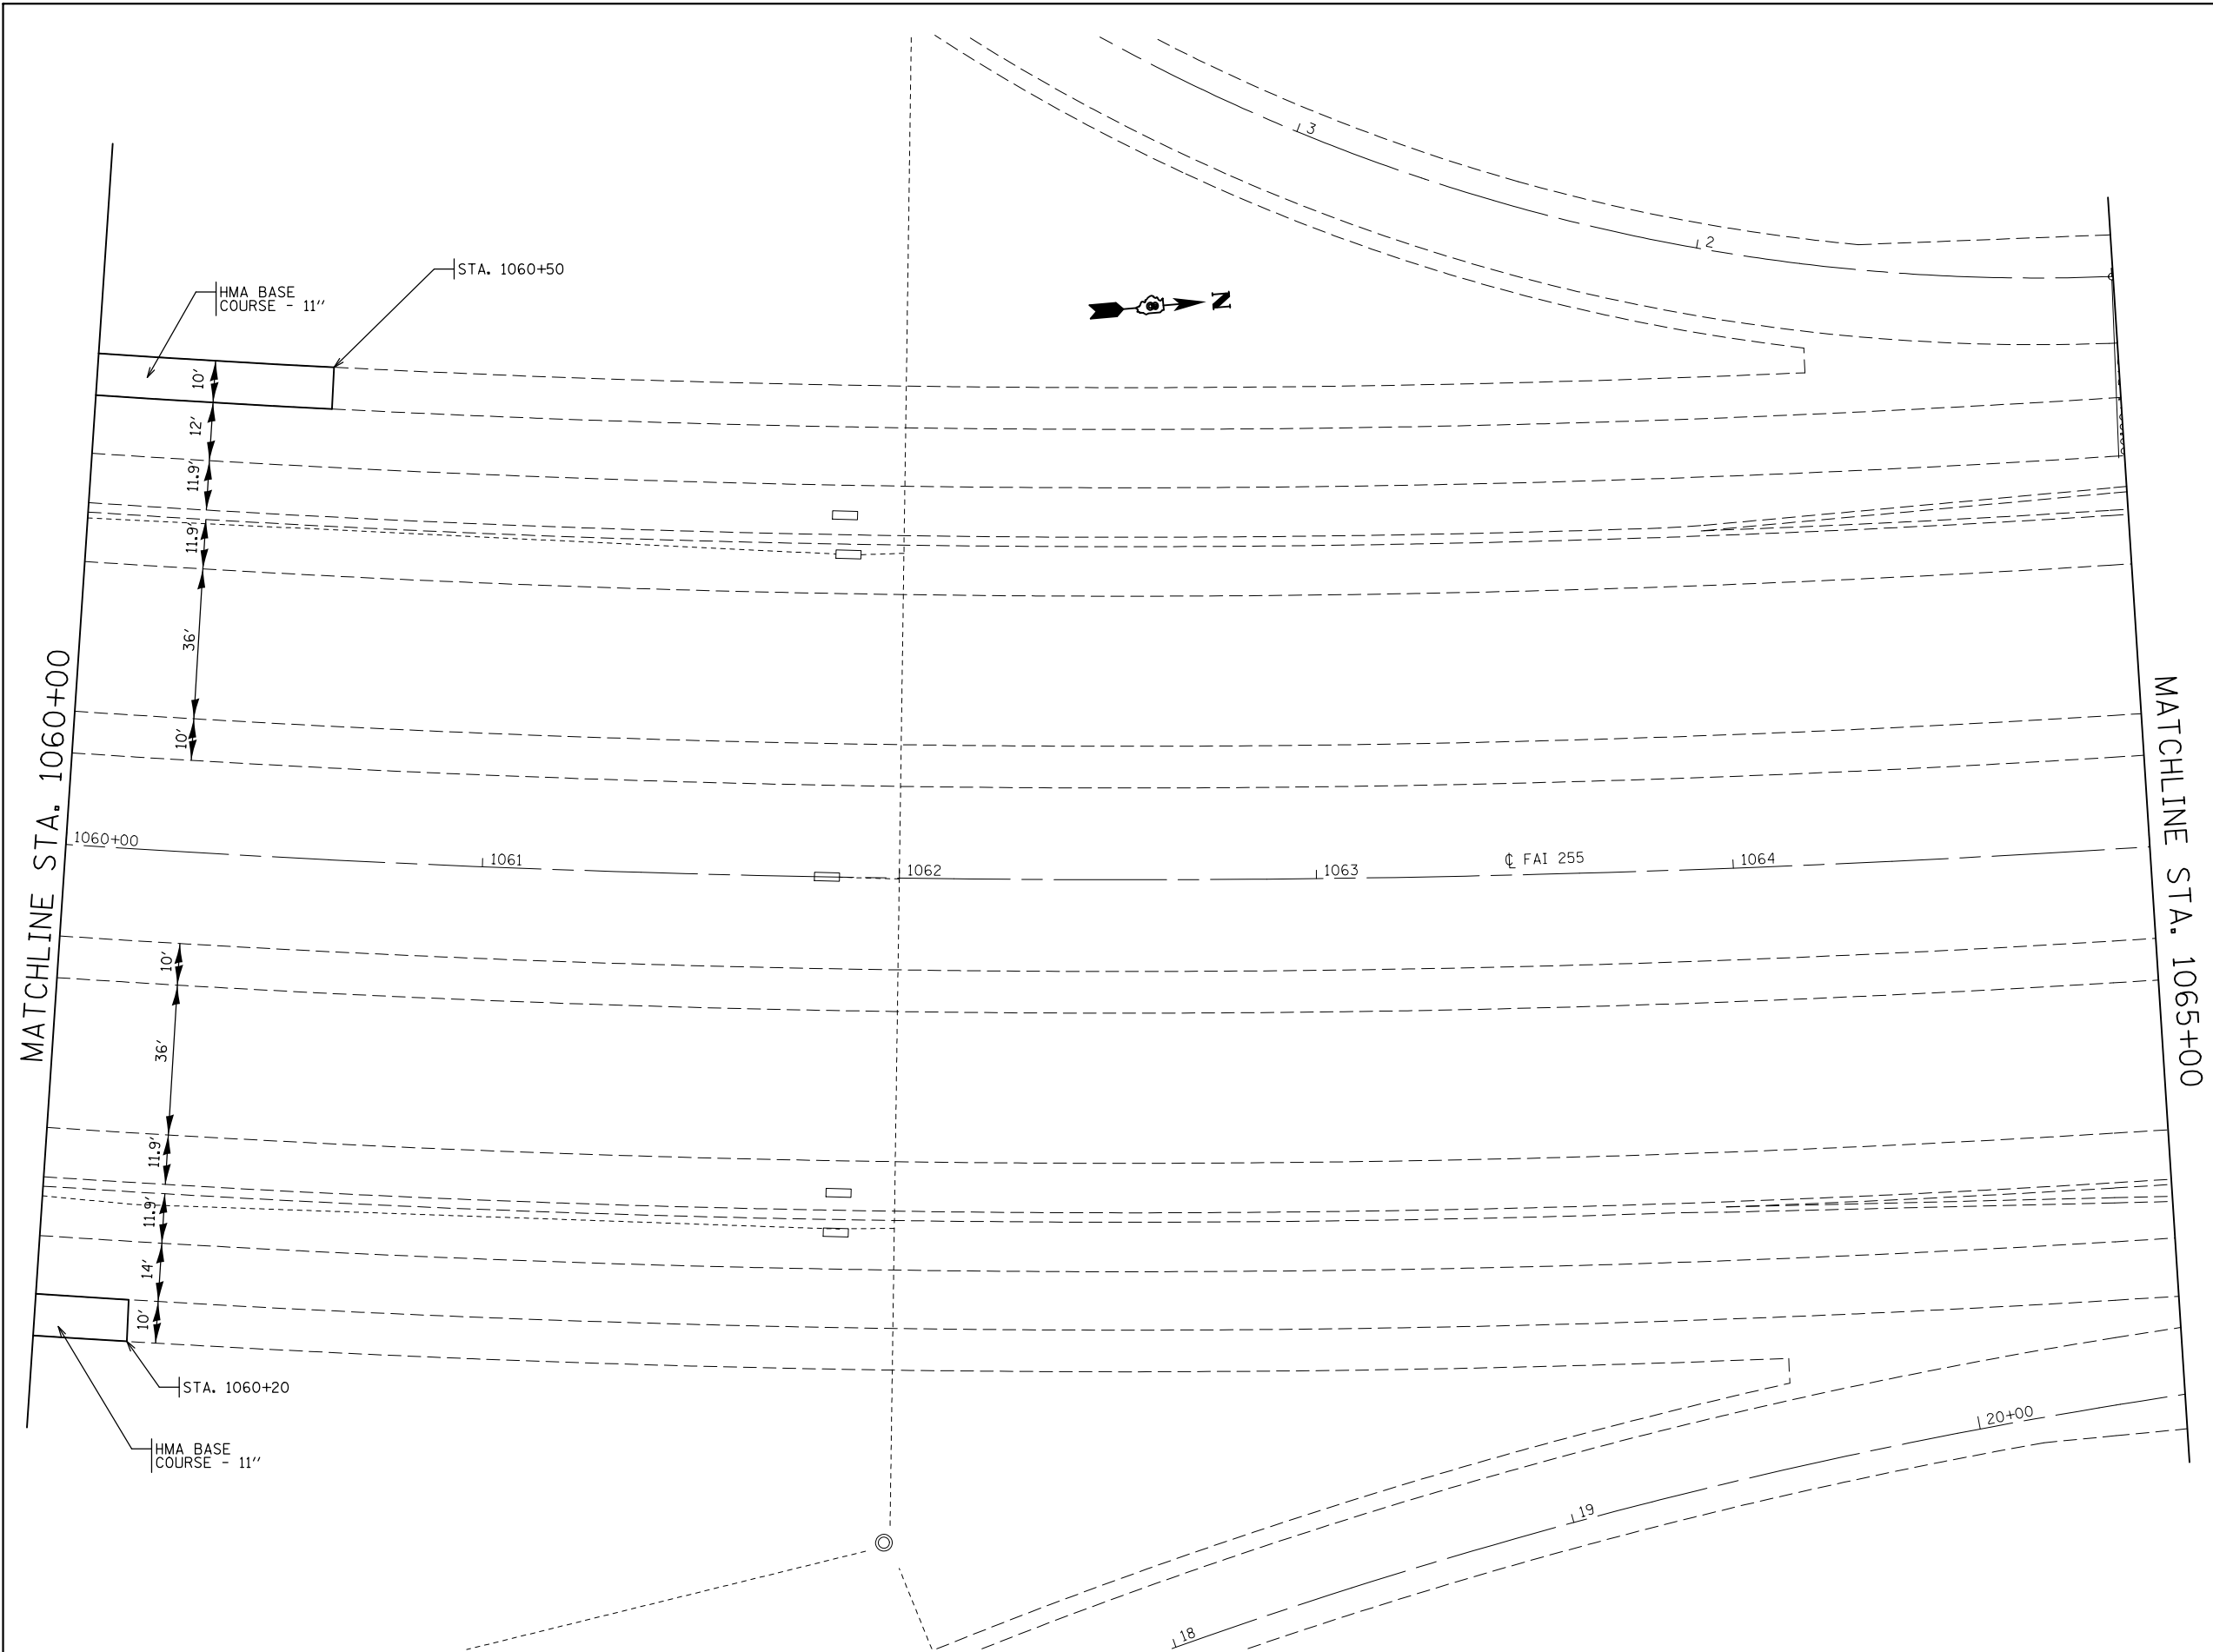 3
2
STA. 1060+50
HMA BASE
COURSE - 11"
N
10'
12'
11.9'
11.9'
36'
10'
MATCHLINE STA. 1060+00
MATCHLINE STA. 1065+00
1060+00
1061
1062
1063
℄ FAI 255
1064
10'
36'
11.9'
11.9'
14'
10'
STA. 1060+20
HMA BASE
COURSE - 11"
20+00
19
18